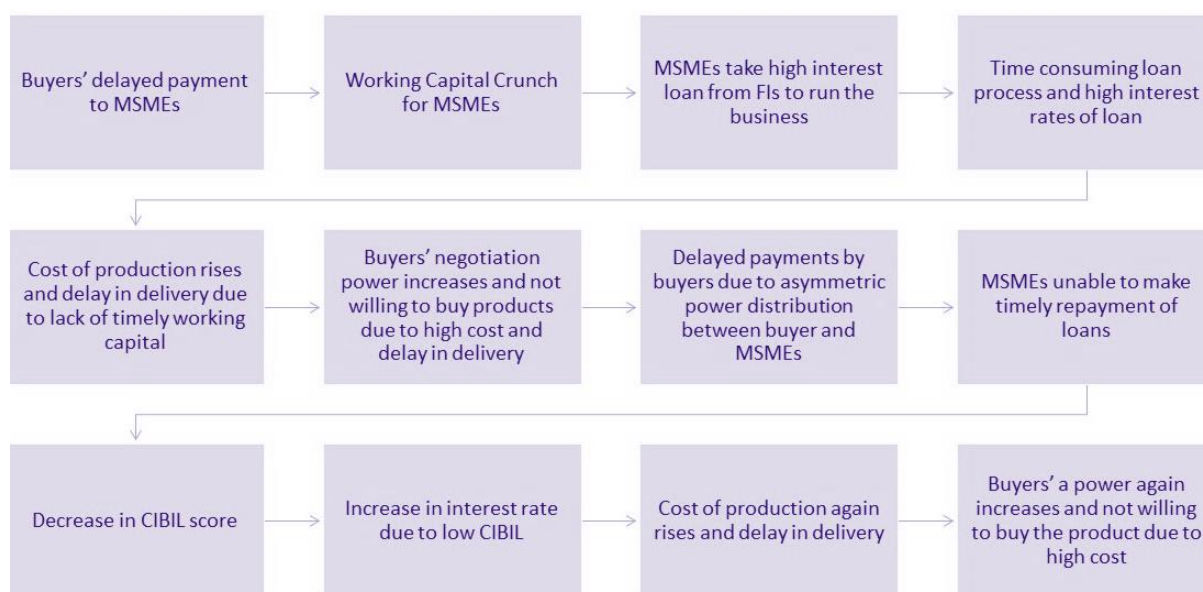 Buyers’ delayed payment
to MSMEs
Working Capital Crunch
for MSMEs
MSMEs take high interest
loan from FIs to run the
business
Time consuming loan
process and high interest
rates of loan
Cost of production rises
and delay in delivery due
to lack of timely working
capital
Buyers’ negotiation
power increases and not
willing to buy products
due to high cost and
delay in delivery
Delayed payments by
buyers due to asymmetric
power distribution
between buyer and
MSMEs
MSMEs unable to make
timely repayment of
loans
Decrease in CIBIL score
Increase in interest rate
due to low CIBIL
Cost of production again
rises and delay in delivery
Buyers’ a power again
increases and not willing
to buy the product due to
high cost